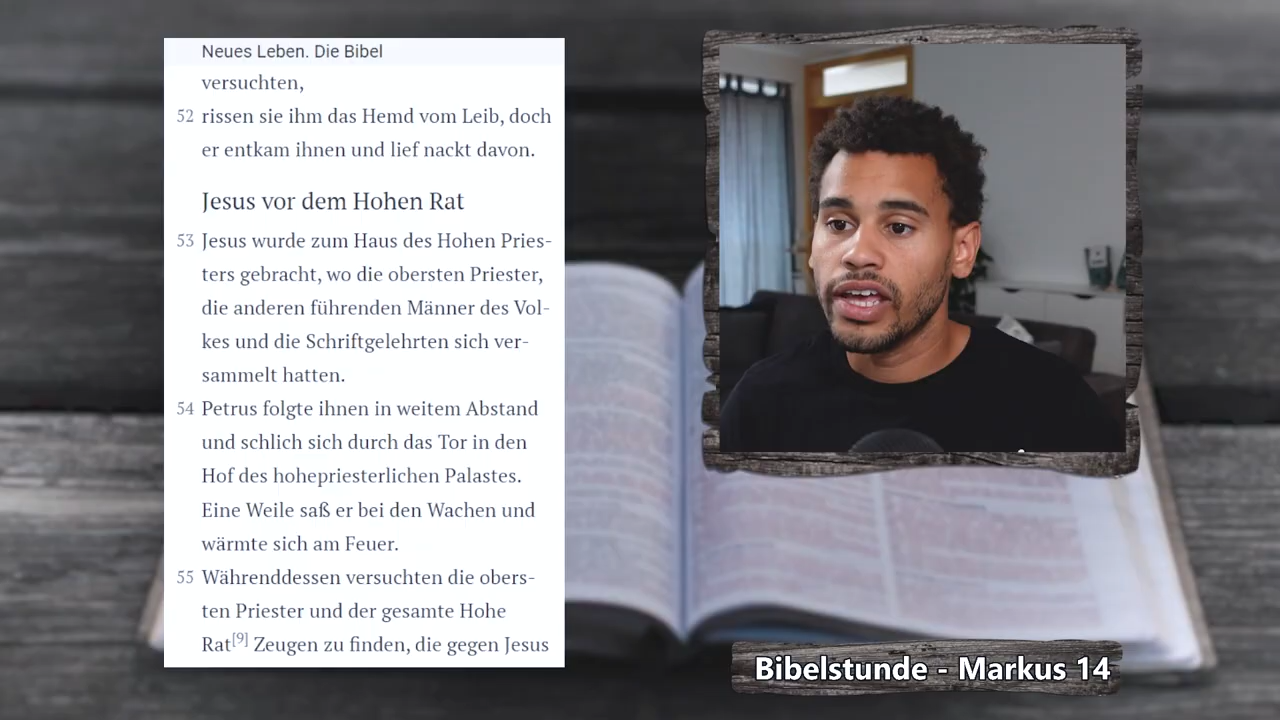 Neues Leben. Die Bibel
versuchten,
52 rissen sie ihm das Hemd vom Leib, doch
er entkam ihnen und lief nackt davon.
Jesus vor dem Hohen Rat
53 Jesus wurde zum Haus des Hohen Pries-
ters gebracht, wo die obersten Priester,
die anderen führenden Männer des Vol-
kes und die Schriftgelehrten sich ver-
sammelt hatten.
54 Petrus folgte ihnen in weitem Abstand
und schlich sich durch das Tor in den
Hof des hohepriesterlichen Palastes.
Eine Weile saß er bei den Wachen und
wärmte sich am Feuer.
55 Währenddessen versuchten die obers-
ten Priester und der gesamte Hohe
Rat[9] Zeugen zu finden, die gegen Jesus
Bibelstunde - Markus 14